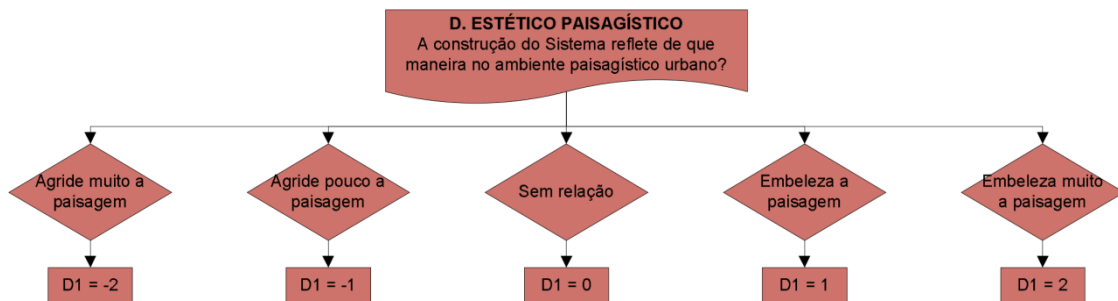 D. ESTÉTICO PAISAGÍSTICO
A construção do Sistema reflete de que
maneira no ambiente paisagístico urbano?
Agride muito a
paisagem
Agride pouco a
paisagem
Sem relação
Embeleza a
paisagem
Embeleza muito
a paisagem
D1 = -2
D1 = -1
D1 = 0
D1 = 1
D1 = 2